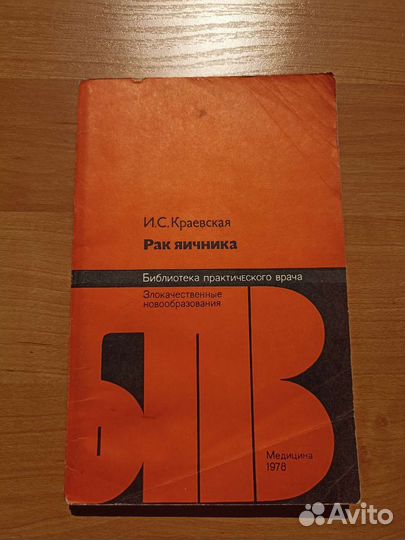 И.С.Краевская
Рак яичника
Библиотека практического врача
Злокачественные
новообразования
БПВ
Медицина
1978
Avito